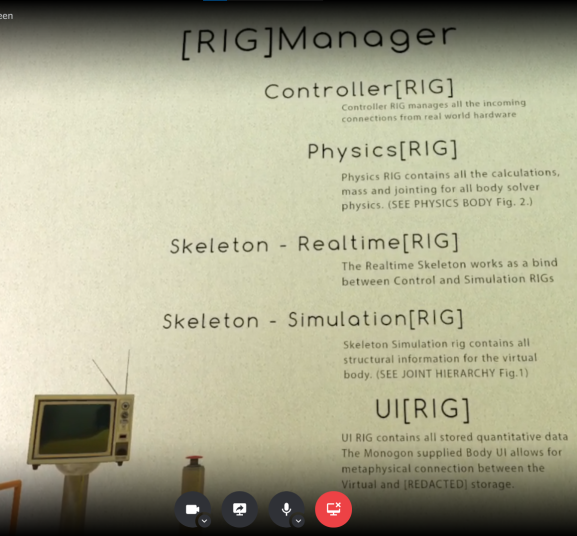 een
[RIG]Manager
Controller[RIG]
Controller RIG manages all the incoming
connections from real world hardware
Physics[RIG]
Physics RIG contains all the calculations,
mass and jointing for all body solver
physics. (SEE PHYSICS BODY Fig. 2.)
Skeleton - Realtime[RIG]
The Realtime Skeleton works as a bind
between Control and Simulation RIGs
Skeleton - Simulation[RIG]
Skeleton Simulation rig contains all
structural information for the virtual
body. (SEE JOINT HIERARCHY Fig.1)
UI[RIG]
UI RIG contains all stored quantitative data
The Monogon supplied Body UI allows for
metaphysical connection between the
Virtual and [REDACTED] storage.